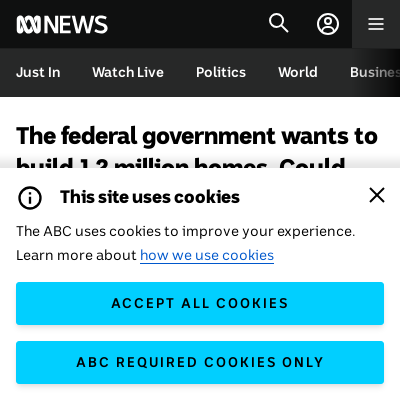 NEWS
Just In Watch Live Politics World Busines
The federal government wants to
build 1.2 million homes. Could
This site uses cookies
The ABC uses cookies to improve your experience.
Learn more about how we use cookies
ACCEPT ALL COOKIES
ABC REQUIRED COOKIES ONLY